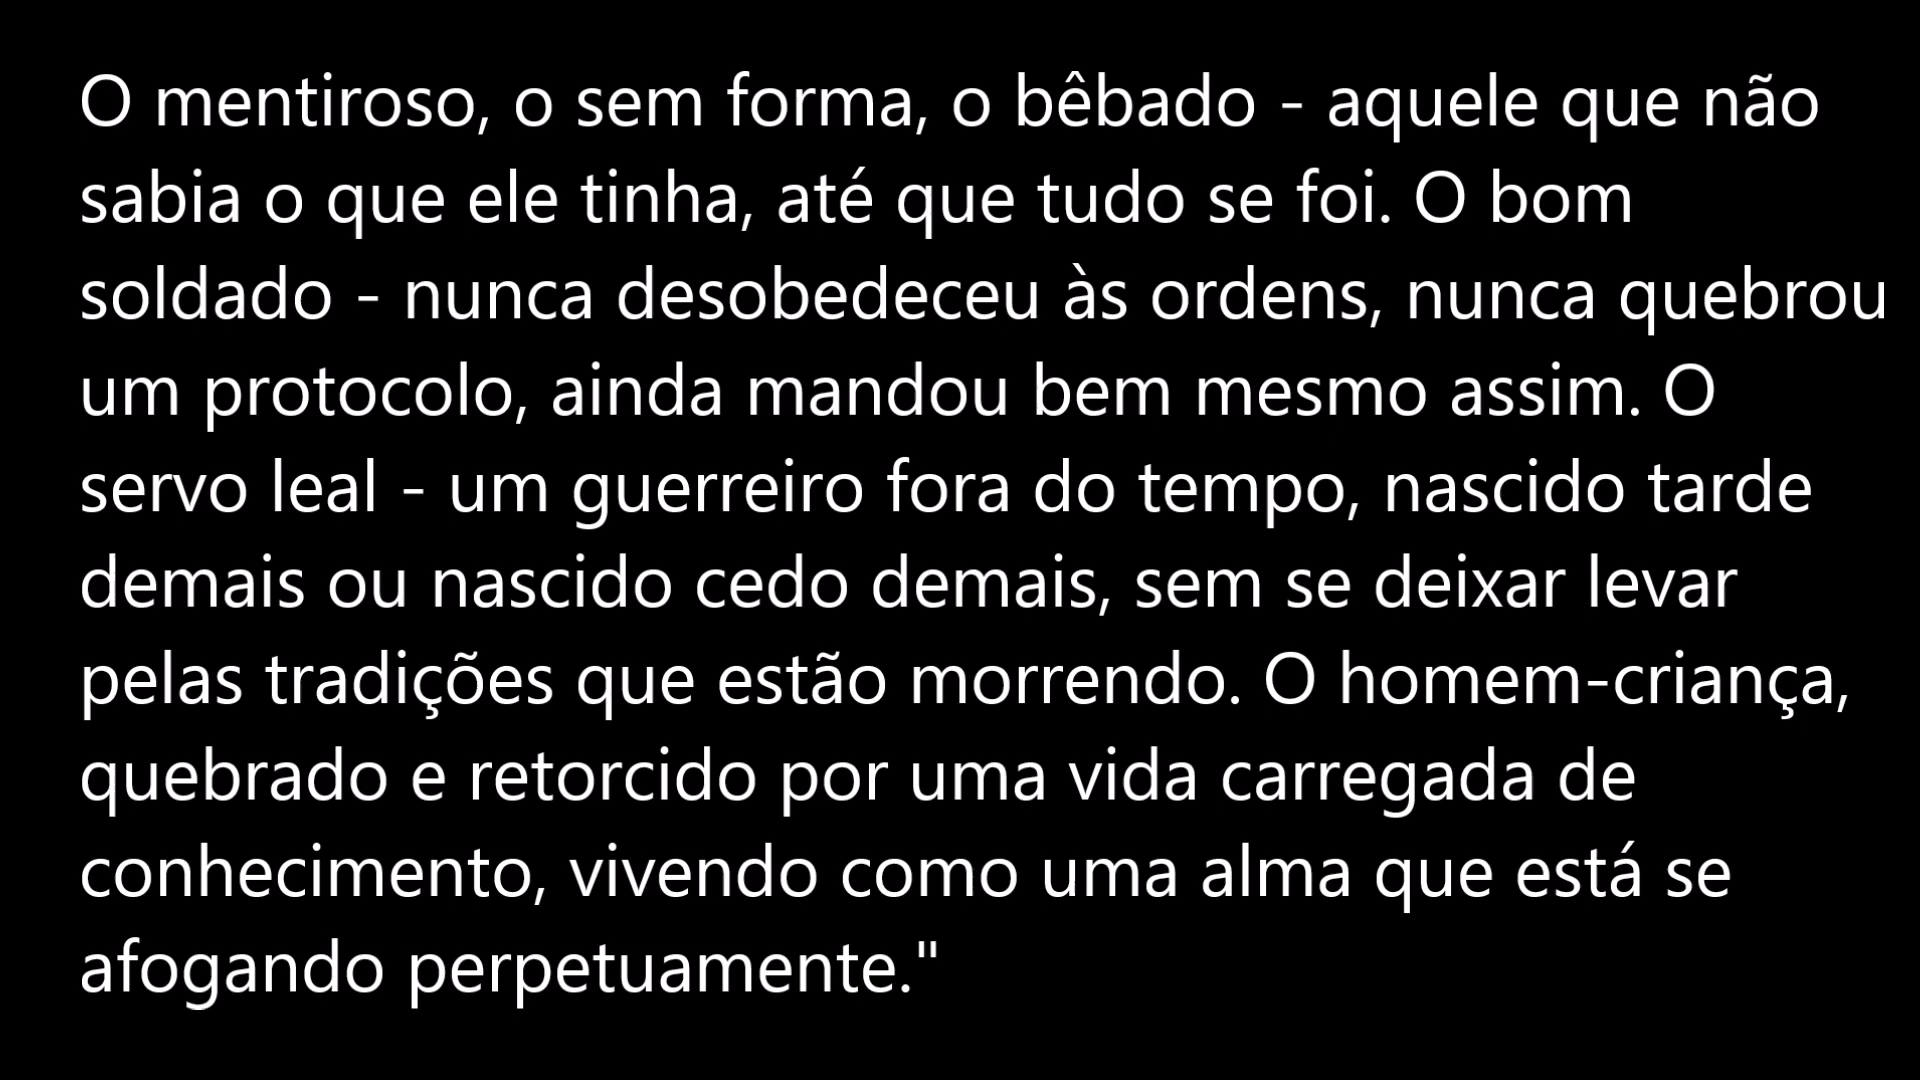 O mentiroso, o sem forma, o bêbado - aquele que não
sabia o que ele tinha, até que tudo se foi. O bom
soldado - nunca desobedeceu às ordens, nunca quebrou
um protocolo, ainda mandou bem mesmo assim. O
servo leal - um guerreiro fora do tempo, nascido tarde
demais ou nascido cedo demais, sem se deixar levar
pelas tradições que estão morrendo. O homem-criança,
quebrado e retorcido por uma vida carregada de
conhecimento, vivendo como uma alma que está se
afogando perpetuamente."